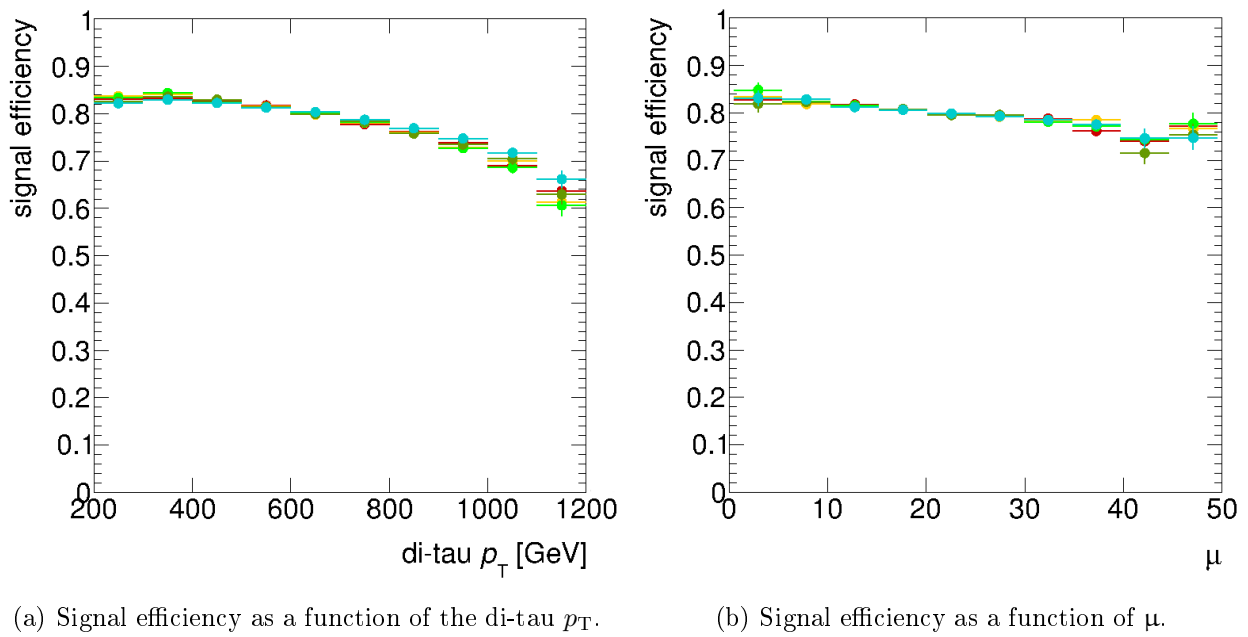 signal efficiency
1
0.9
0.8
0.7
0.6
0.5
0.4
0.3
0.2
0.1
0
200 400 600 800 1000 1200
di-tau p_T [GeV]
signal efficiency
1
0.9
0.8
0.7
0.6
0.5
0.4
0.3
0.2
0.1
0
0 10 20 30 40 50
μ
(a) Signal efficiency as a function of the di-tau p_T.
(b) Signal efficiency as a function of μ.